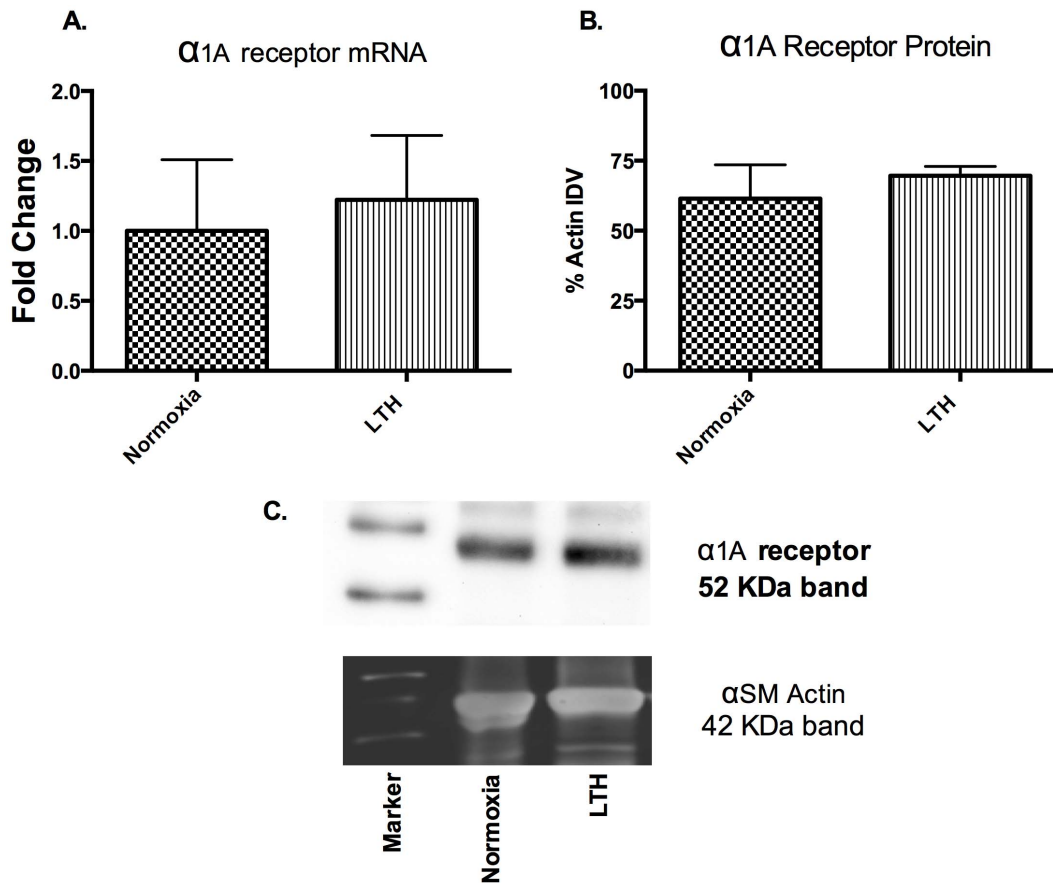 A.
α1A receptor mRNA
Fold Change
2.0
1.5
1.0
0.5
0.0
Normoxia
LTH
B.
α1A Receptor Protein
% Actin IDV
100
75
50
25
0
Normoxia
LTH
C.
α1A receptor
52 KDa band
αSM Actin
42 KDa band
Marker
Normoxia
LTH